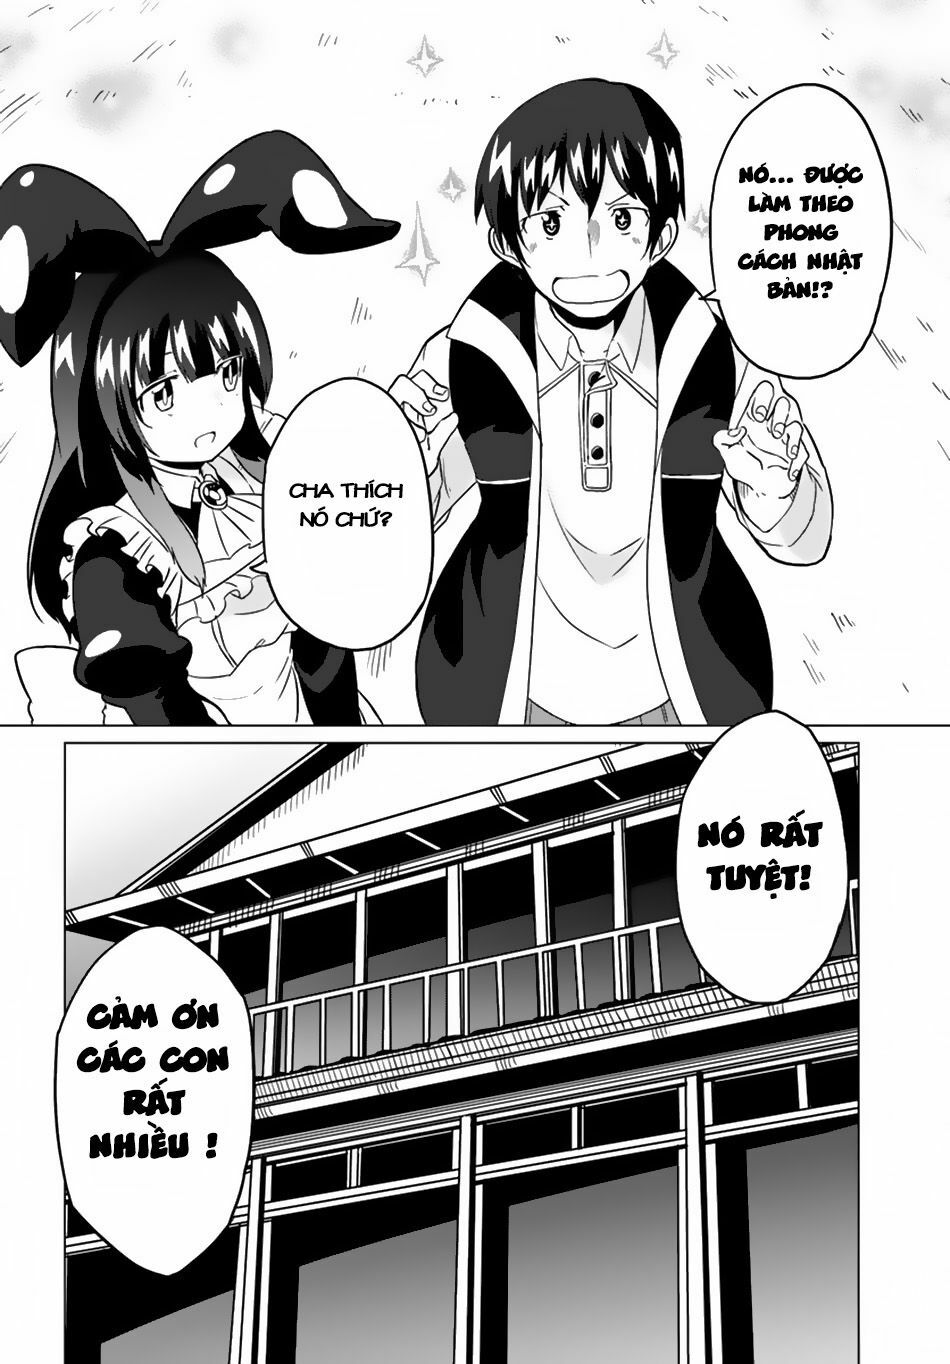 NÓ... ĐƯỢC
LÀM THEO
PHONG
CÁCH NHẬT
BẢN!?
CHA THÍCH
NÓ CHỨ?
NÓ RẤT
TUYỆT!
CẢM ƠN
CÁC CON
RẤT
NHIỀU !